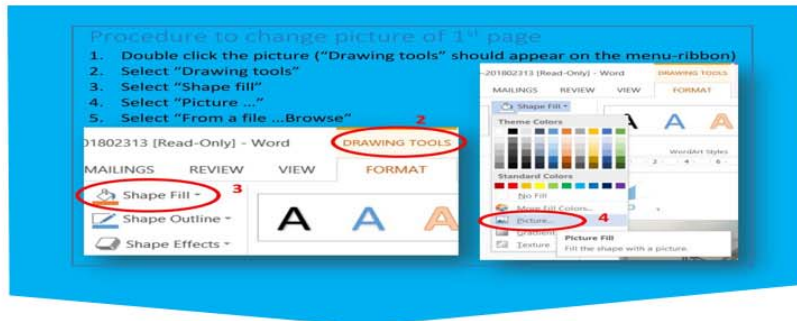 Procedure to change picture of 1st page
1. Double click the picture ("Drawing tools" should appear on the menu-ribbon)
2. Select "Drawing tools"
3. Select "Shape fill"
4. Select "Picture ..."
5. Select "From a file ...Browse"
2
01802313 [Read-Only] - Word DRAWING TOOLS
MAILINGS REVIEW VIEW FORMAT
Shape Fill 3
Shape Outline
Shape Effects
A A A
-201802313 [Read-Only] - Word DRAWING TOOLS
MAILINGS REVIEW VIEW FORMAT
Shape Fill
Theme Colors
A A
WordArt Styles
2 4 6
Standard Colors
No Fill
More Fill Colors...
Picture... 4
Gradient
Texture
Picture Fill
Fill the shape with a picture.